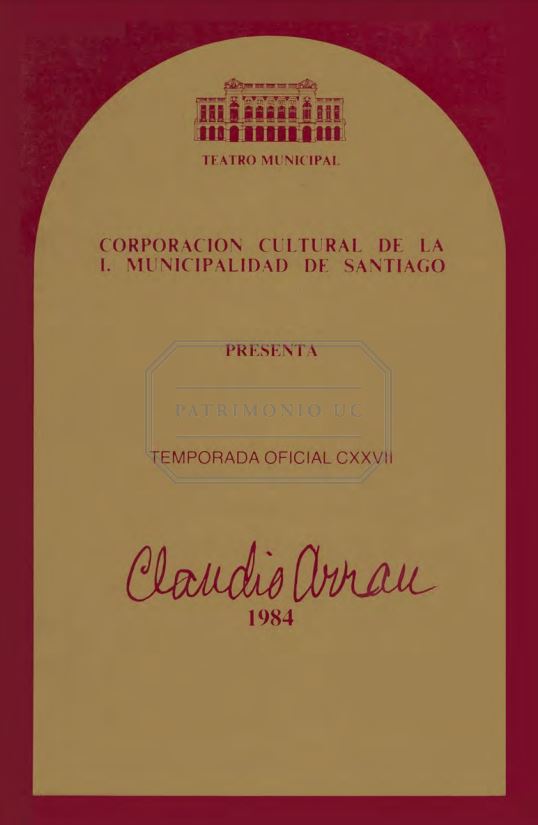 TEATRO MUNICIPAL
CORPORACION CULTURAL DE LA
I. MUNICIPALIDAD DE SANTIAGO
PRESENTA
PATRIMONIO UC
TEMPORADA OFICIAL CXXVII
Claudio Arrau
1984